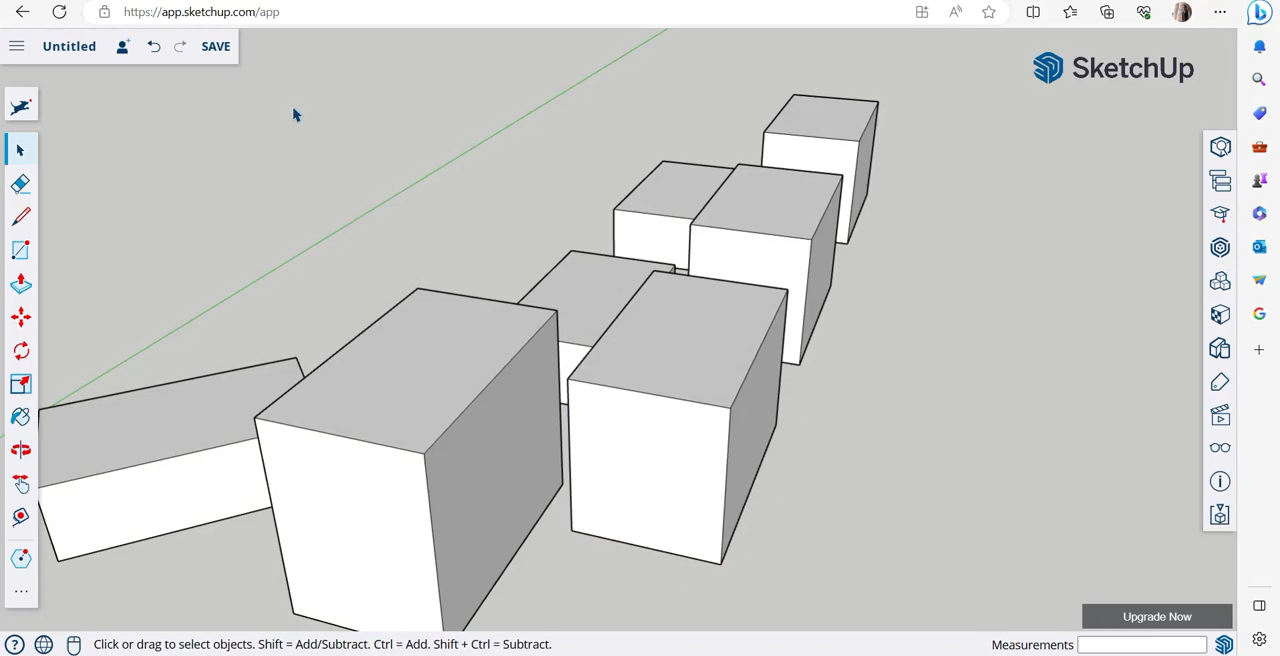 https://app.sketchup.com/app
Untitled
SAVE
SketchUp
Upgrade Now
Click or drag to select objects. Shift = Add/Subtract. Ctrl = Add. Shift + Ctrl = Subtract.
Measurements